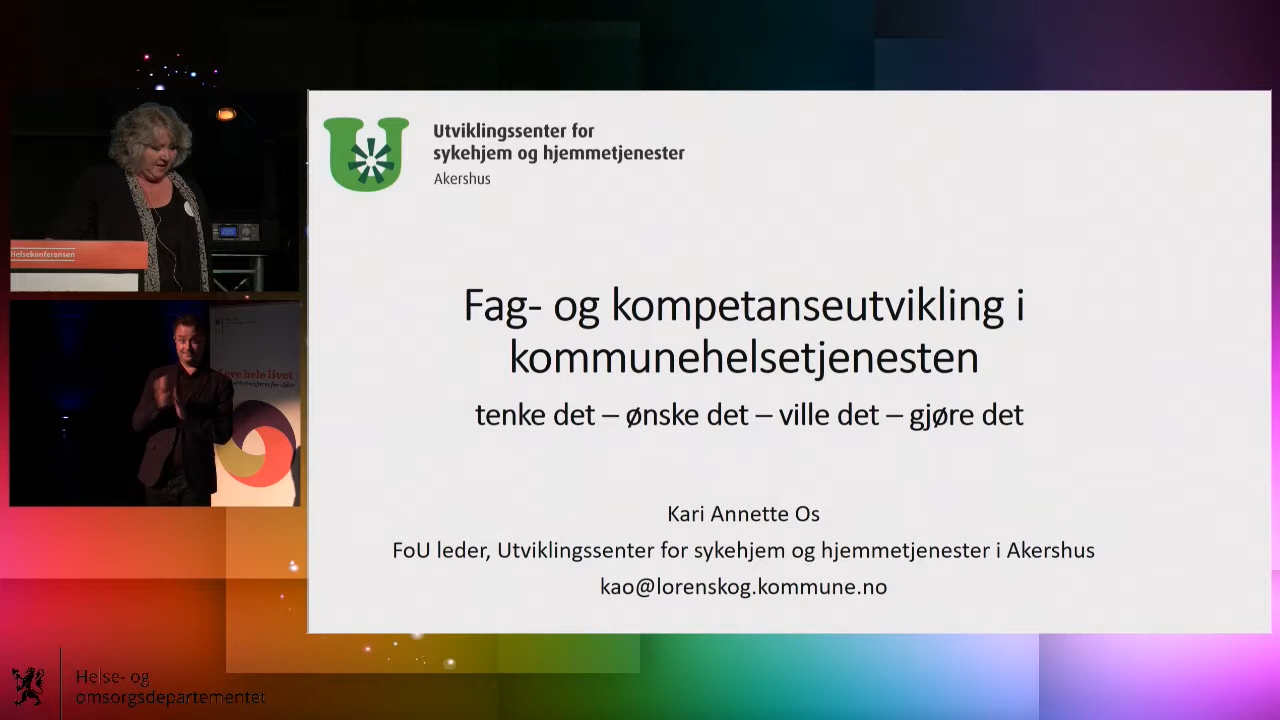 Utviklingssenter for
sykehjem og hjemmetjenester
Akershus
Fag- og kompetanseutvikling i
kommunehelsetjenesten
tenke det – ønske det – ville det – gjøre det
Kari Annette Os
FoU leder, Utviklingssenter for sykehjem og hjemmetjenester i Akershus
kao@lorenskog.kommune.no
Helsekonferansen
eve hele livet
Helse- og
omsorgsdepartementet